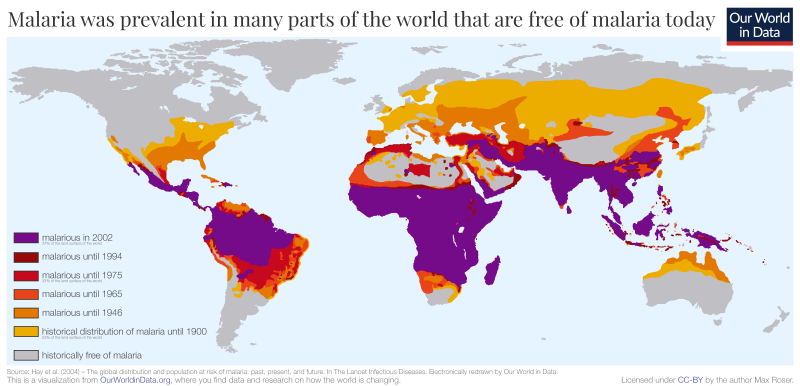 Malaria was prevalent in many parts of the world that are free of malaria today
Our World
in Data
malarious in 2002
malarious until 1994
malarious until 1975
malarious until 1965
malarious until 1946
historical distribution of malaria until 1900
historically free of malaria
Source: Hay et al. (2004) – The global distribution and population at risk of malaria: past, present, and future. In The Lancet Infectious Diseases. Electronically redrawn by Our World in Data.
This is a visualization from OurWorldinData.org, where you find data and research on how the world is changing.
Licensed under CC-BY by the author Max Roser.